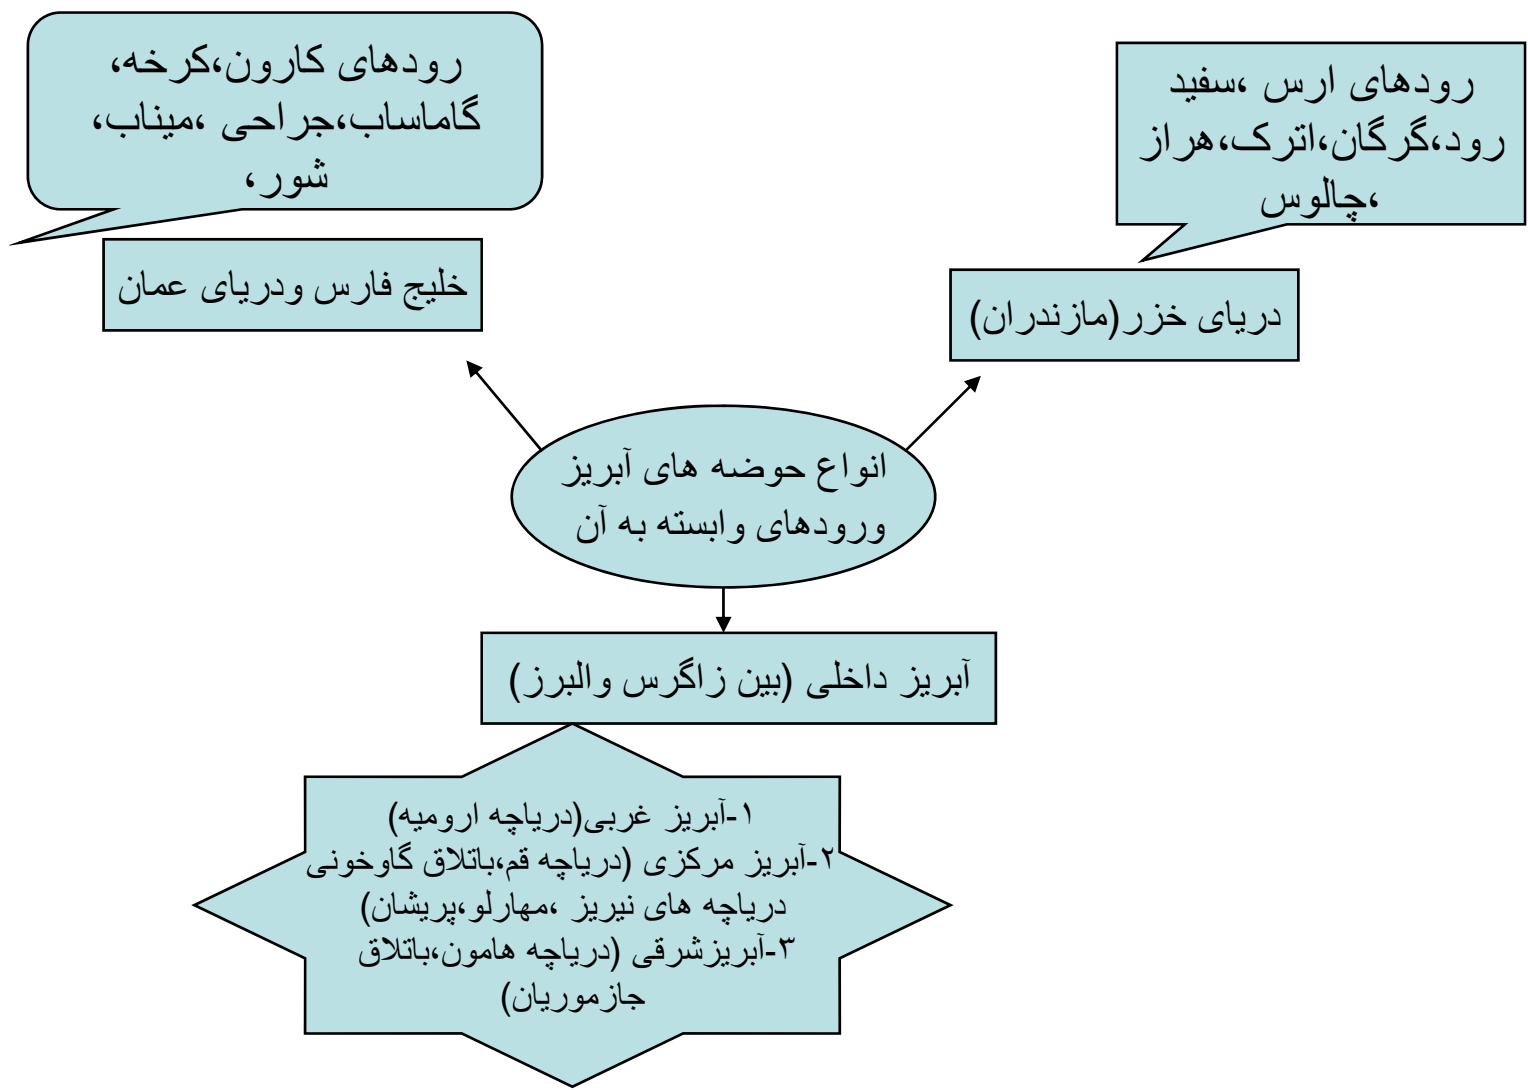 رودهای کارون،کرخه،
گاماساب،جراحی ،میناب،
شور،
خلیج فارس ودریای عمان
رودهای ارس ،سفید
رود،گرگان،اترک،هراز
،چالوس
دریای خزر(مازندران)
انواع حوضه های آبریز
ورودهای وابسته به آن
آبریز داخلی (بین زاگرس والبرز)
۱-آبریز غربی(دریاچه ارومیه)
۲-آبریز مرکزی (دریاچه قم،باتلاق گاوخونی
دریاچه های نیریز ،مهارلو،پریشان)
۳-آبریزشرقی (دریاچه هامون،باتلاق
جازموریان)